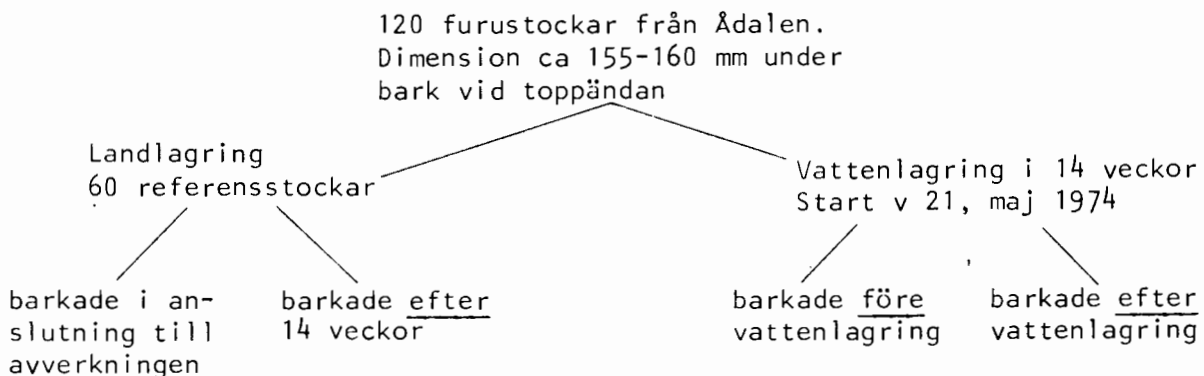 120 furustockar från Ådalen.
Dimension ca 155-160 mm under
bark vid toppändan
Landlagring
60 referensstockar
Vattenlagring i 14 veckor
Start v 21, maj 1974
barkade i an-
slutning till
avverkningen
barkade efter
14 veckor
barkade före
vattenlagring
barkade efter
vattenlagring